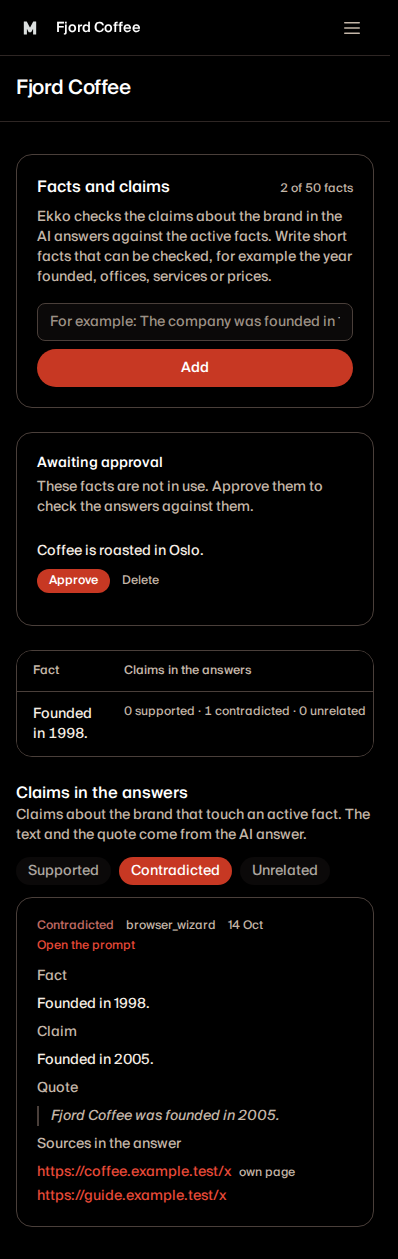 M Fjord Coffee
Fjord Coffee
Facts and claims 2 of 50 facts
Ekko checks the claims about the brand in the
AI answers against the active facts. Write short
facts that can be checked, for example the year
founded, offices, services or prices.
For example: The company was founded in
Add
Awaiting approval
These facts are not in use. Approve them to
check the answers against them.
Coffee is roasted in Oslo.
Approve Delete
Fact Claims in the answers
Founded 0 supported · 1 contradicted · 0 unrelated
in 1998.
Claims in the answers
Claims about the brand that touch an active fact. The
text and the quote come from the AI answer.
Supported Contradicted Unrelated
Contradicted browser_wizard 14 Oct
Open the prompt
Fact
Founded in 1998.
Claim
Founded in 2005.
Quote
Fjord Coffee was founded in 2005.
Sources in the answer
https://coffee.example.test/x own page
https://guide.example.test/x